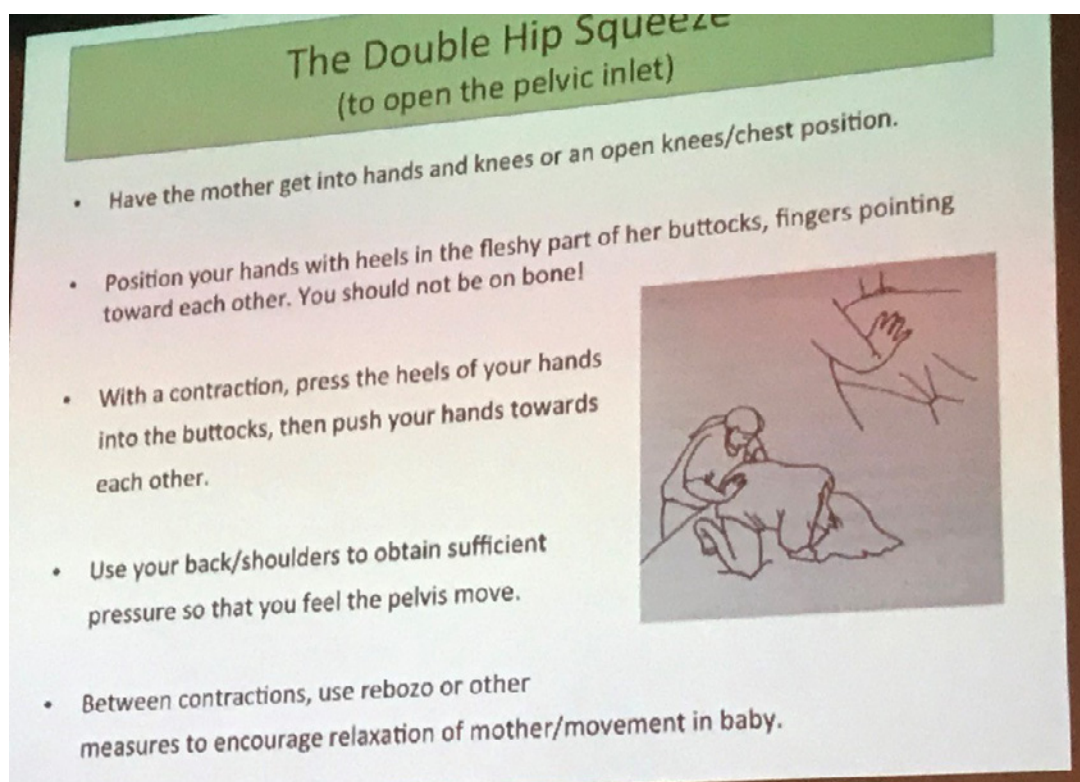 The Double Hip Squeeze
(to open the pelvic inlet)
• Have the mother get into hands and knees or an open knees/chest position.
• Position your hands with heels in the fleshy part of her buttocks, fingers pointing
toward each other. You should not be on bone!
• With a contraction, press the heels of your hands
into the buttocks, then push your hands towards
each other.
• Use your back/shoulders to obtain sufficient
pressure so that you feel the pelvis move.
• Between contractions, use rebozo or other
measures to encourage relaxation of mother/movement in baby.